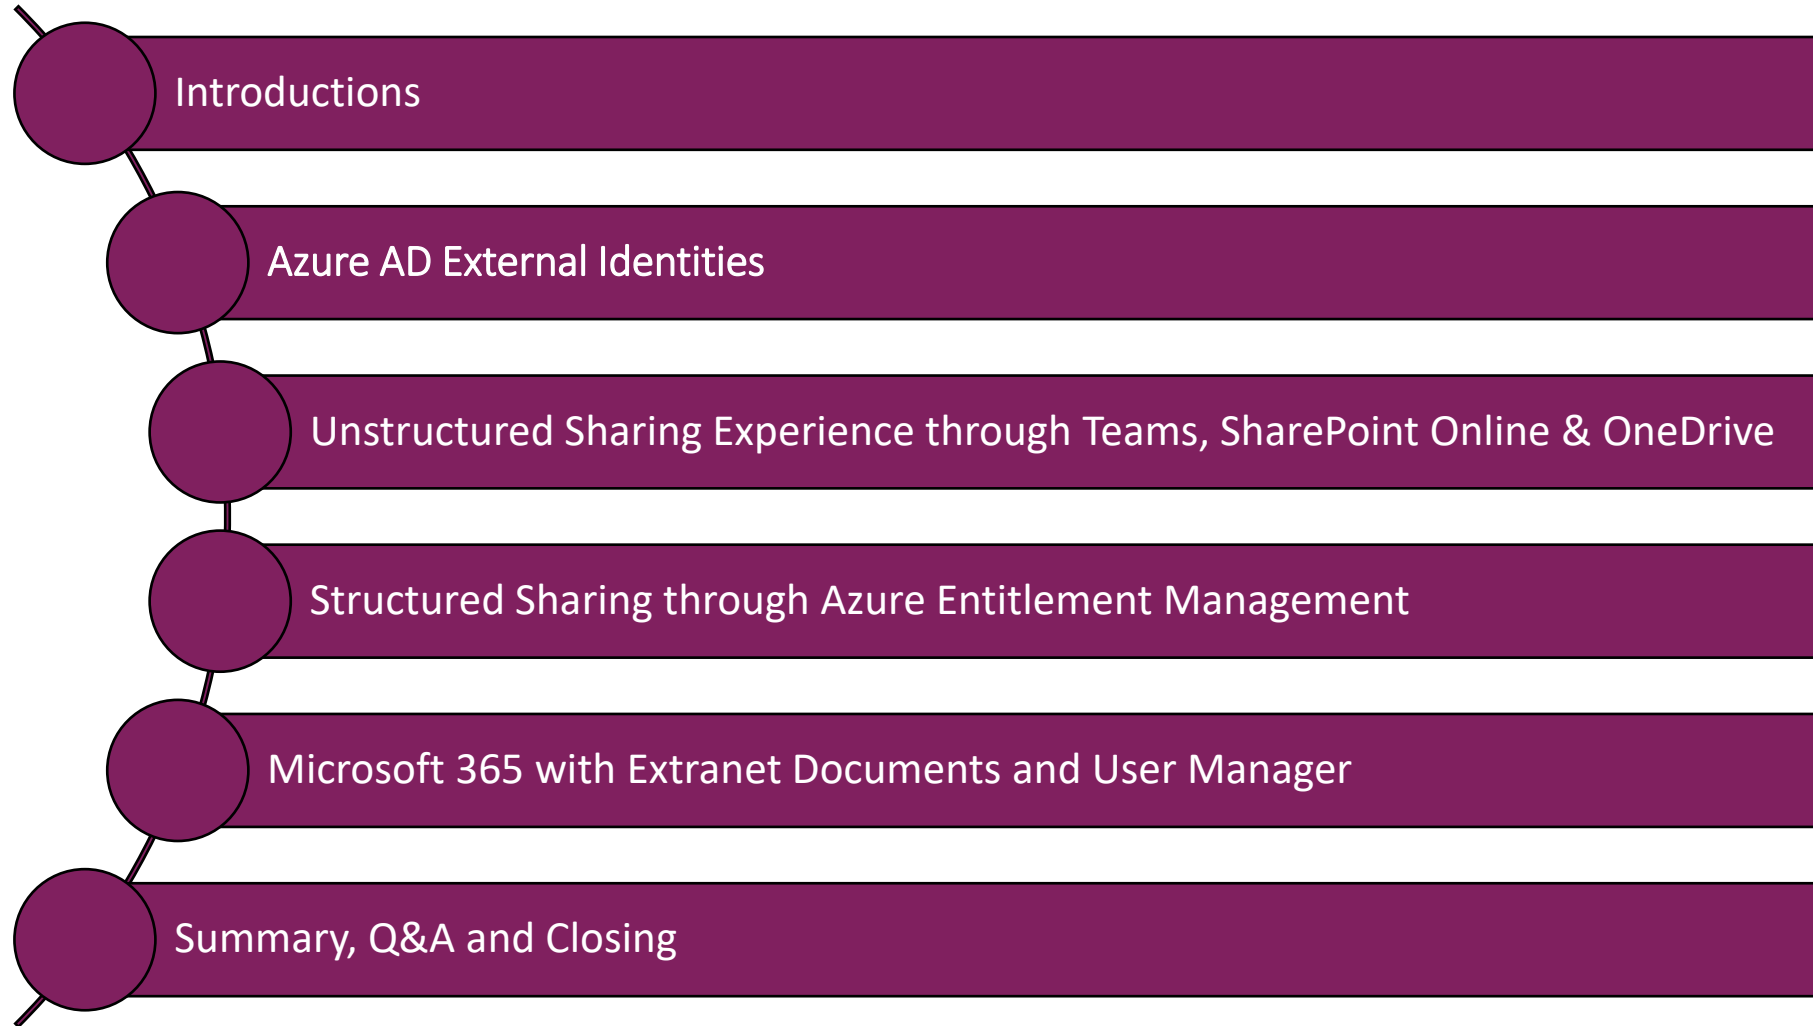 Introductions
Azure AD External Identities
Unstructured Sharing Experience through Teams, SharePoint Online & OneDrive
Structured Sharing through Azure Entitlement Management
Microsoft 365 with Extranet Documents and User Manager
Summary, Q&A and Closing